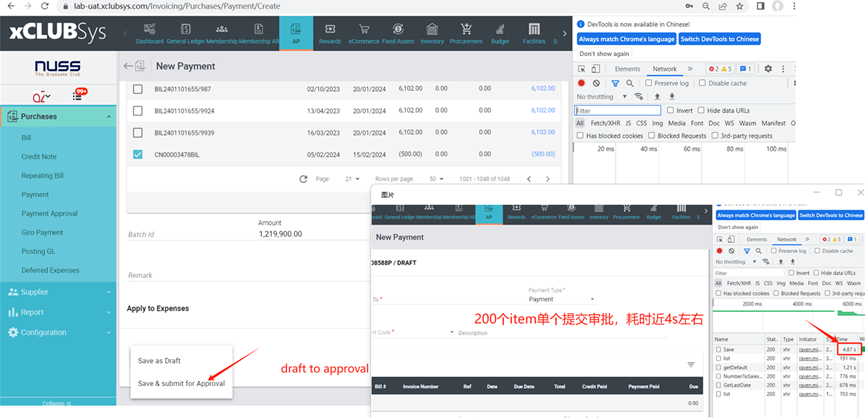 lab-uat.xclubsys.com/Invoicing/Purchases/Payment/Create
xCLUBSys
Dashboard General Ledger Membership Membership AR AP Rewards eCommerce Fixed Assets Inventory Procurement Budget Facilities S
NUSS
The Graduate Club
99+
Purchases
Bill
Credit Note
Repeating Bill
Payment
Payment Approval
Giro Payment
Posting GL
Deferred Expenses
Supplier
Report
Configuration
Collapse
New Payment
BIL2401101655/987 02/10/2023 20/01/2024 6,102.00 0.00 0.00 6,102.00
BIL2401101655/9924 13/04/2023 20/01/2024 6,102.00 0.00 0.00 6,102.00
BIL2401101655/9939 16/03/2023 20/01/2024 6,102.00 0.00 0.00 6,102.00
CN00003478BIL 05/02/2024 15/02/2024 (500.00) 0.00 0.00 (500.00)
Page: 21 Rows per page: 50 1001 - 1048 of 1048
Amount
Batch Id 1,219,900.00
Remark
Apply to Expenses
Save as Draft
Save & submit for Approval
draft to approval
DevTools is now available in Chinese!
Always match Chrome's language Switch DevTools to Chinese
Don't show again
Elements Network 2 5 1
Preserve log Disable cache
No throttling
Filter Invert Hide data URLs
All Fetch/XHR JS CSS Img Media Font Doc WS Wasm Manifest O
Has blocked cookies Blocked Requests 3rd-party requests
20 ms 40 ms 60 ms 80 ms 100 ms
图片
General Ledger Membership Membership AR AP Rewards eCommerce Fixed Assets Inventory Procurement Budget Facilities S
New Payment
08588P / DRAFT
Payment Type*
By * Payment
200个item单个提交审批，耗时近4s左右
nt Code * Description
Bill # Invoice Number Ref Date Due Date Total Credit Paid Payment Paid Due
0.00
Always match Chrome's language Switch DevTools to Chinese
Don't show again
Elements Network 2 5 1
Preserve log Disable cache
No throttling
Filter Invert Hide data URLs
All Fetch/XHR JS CSS Img Media Font Doc WS Wasm
Has blocked cookies Blocked Requests 3rd-party requ
2000 ms 4000 ms 6000
Name Stat.. Type Initiator S.. Time W
Save 200 xhr raven.mi... 2.. 4.87 s
list 200 xhr raven.mi... 2.. 191 ms
getDefault 200 xhr raven.mi... 2.. 1.21 s
NumberToSales... 200 xhr raven.mi... 2.. 776 ms
GetLastDate 200 xhr raven.mi... 2.. 678 ms
list 200 xhr raven.mi... 2.. 703 ms